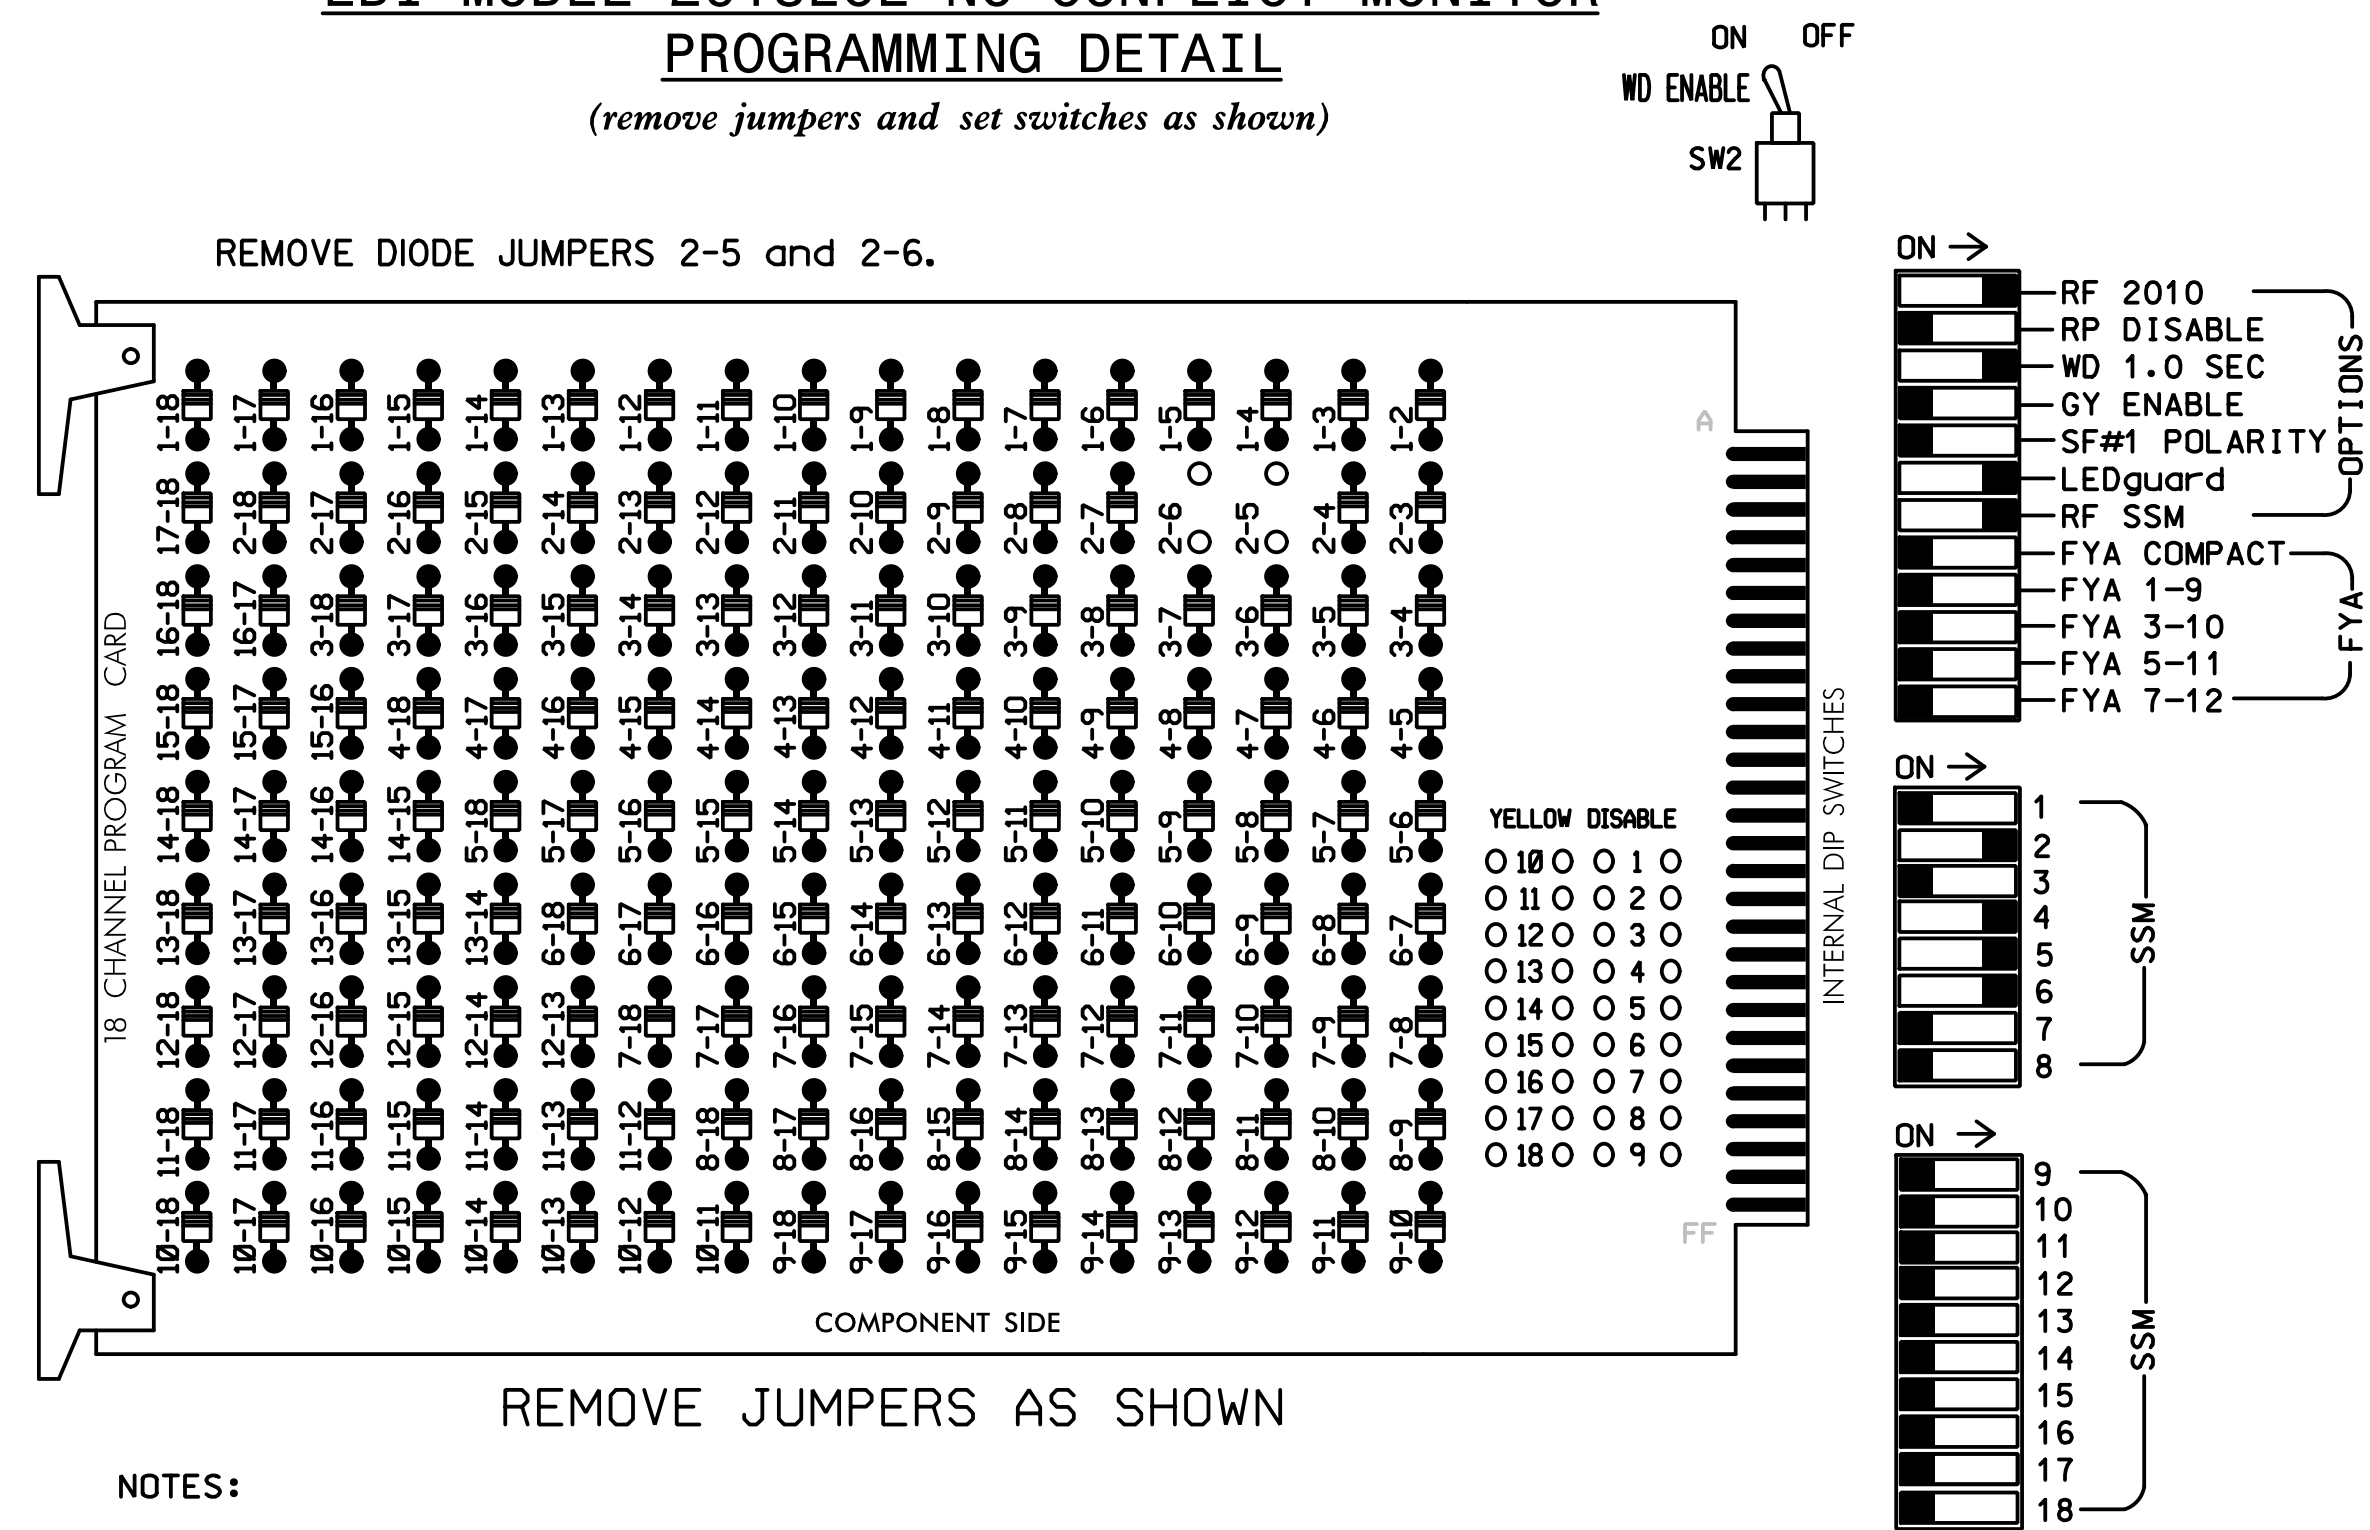 PROGRAMMING DETAIL
(remove jumpers and set switches as shown)
ON OFF
WD ENABLE
SW2
REMOVE DIODE JUMPERS 2-5 and 2-6.
18 CHANNEL PROGRAM CARD
1-18 1-17 1-16 1-15 1-14 1-13 1-12 1-11 1-10 1-9 1-8 1-7 1-6 1-5 1-4 1-3 1-2
17-18 2-18 2-17 2-16 2-15 2-14 2-13 2-12 2-11 2-10 2-9 2-8 2-7 2-6 2-5 2-4 2-3
16-18 16-17 3-18 3-17 3-16 3-15 3-14 3-13 3-12 3-11 3-10 3-9 3-8 3-7 3-6 3-5 3-4
15-18 15-17 15-16 4-18 4-17 4-16 4-15 4-14 4-13 4-12 4-11 4-10 4-9 4-8 4-7 4-6 4-5
14-18 14-17 14-16 14-15 5-18 5-17 5-16 5-15 5-14 5-13 5-12 5-11 5-10 5-9 5-8 5-7 5-6
13-18 13-17 13-16 13-15 13-14 6-18 6-17 6-16 6-15 6-14 6-13 6-12 6-11 6-10 6-9 6-8 6-7
12-18 12-17 12-16 12-15 12-14 12-13 7-18 7-17 7-16 7-15 7-14 7-13 7-12 7-11 7-10 7-9 7-8
11-18 11-17 11-16 11-15 11-14 11-13 11-12 8-18 8-17 8-16 8-15 8-14 8-13 8-12 8-11 8-10 8-9
10-18 10-17 10-16 10-15 10-14 10-13 10-12 10-11 9-18 9-17 9-16 9-15 9-14 9-13 9-12 9-11 9-10
YELLOW DISABLE
10 1
11 2
12 3
13 4
14 5
15 6
16 7
17 8
18 9
A
FF
COMPONENT SIDE
REMOVE JUMPERS AS SHOWN
NOTES:
INTERNAL DIP SWITCHES
ON
RF 2010
RP DISABLE
WD 1.0 SEC
GY ENABLE
SF#1 POLARITY
LEDguard
RF SSM
OPTIONS
FYA COMPACT
FYA 1-9
FYA 3-10
FYA 5-11
FYA 7-12
FYA
ON
1
2
3
4
5
6
7
8
SSM
ON
9
10
11
12
13
14
15
16
17
18
SSM